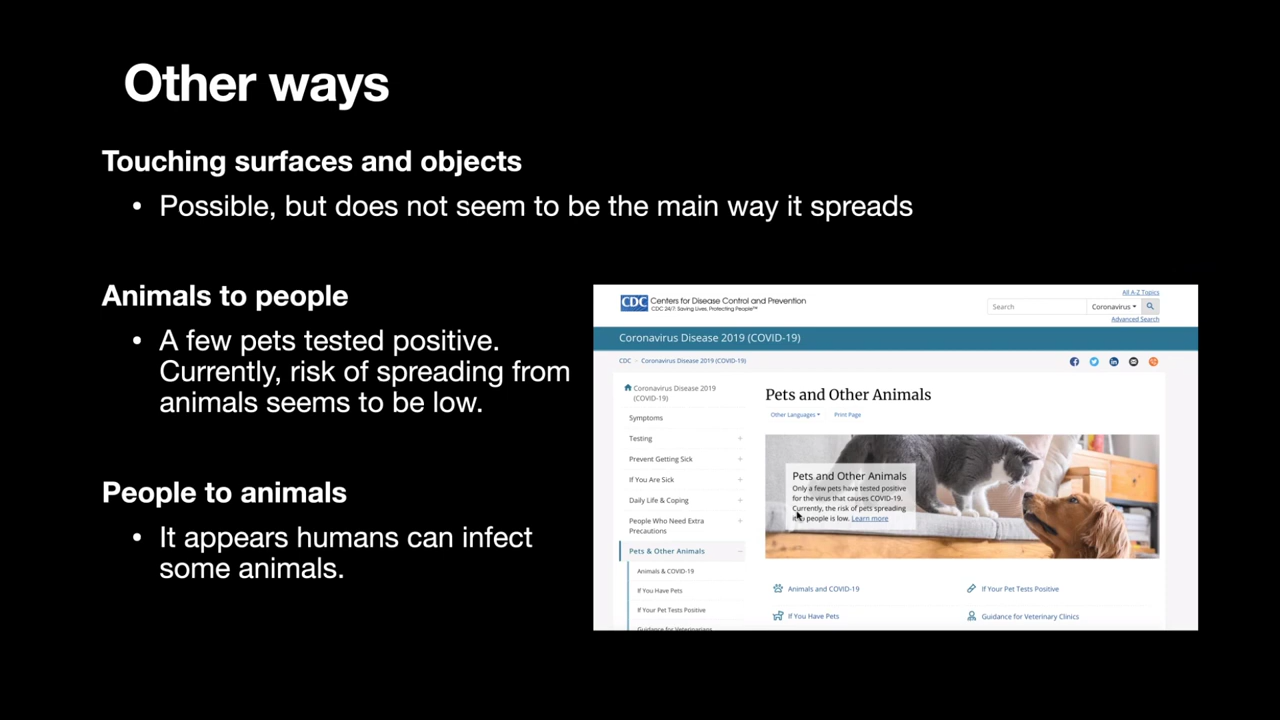 Other ways
Touching surfaces and objects
• Possible, but does not seem to be the main way it spreads
Animals to people
• A few pets tested positive.
Currently, risk of spreading from
animals seems to be low.
People to animals
• It appears humans can infect
some animals.
CDC Centers for Disease Control and Prevention
CDC 24/7: Saving Lives, Protecting People™
All A-Z Topics
Search
Coronavirus
Advanced Search
Coronavirus Disease 2019 (COVID-19)
CDC > Coronavirus Disease 2019 (COVID-19)
Coronavirus Disease 2019
(COVID-19)
Symptoms
Testing +
Prevent Getting Sick +
If You Are Sick +
Daily Life & Coping +
People Who Need Extra +
Precautions
Pets & Other Animals −
Animals & COVID-19
If You Have Pets
If Your Pet Tests Positive
Guidance for Veterinarians
Pets and Other Animals
Other Languages Print Page
Pets and Other Animals
Only a few pets have tested positive
for the virus that causes COVID-19.
Currently, the risk of pets spreading
to people is low. Learn more
Animals and COVID-19
If Your Pet Tests Positive
If You Have Pets
Guidance for Veterinary Clinics